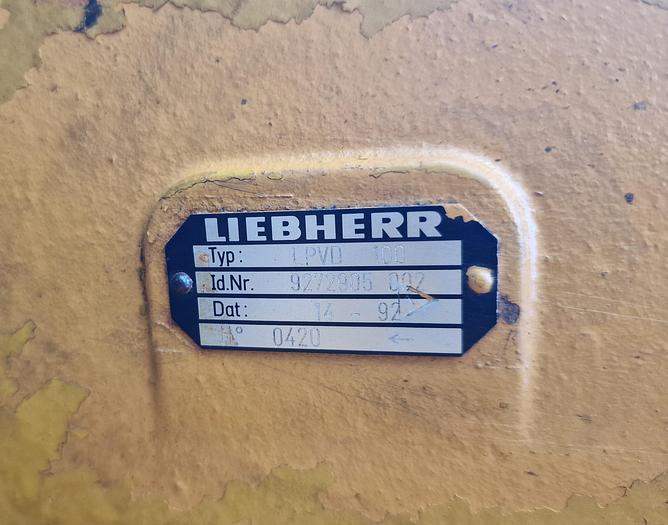 LIEBHERR
Typ: LPVD 100
Id.Nr. 9272905 002
Dat: 14 - 92
N° 0420 ←